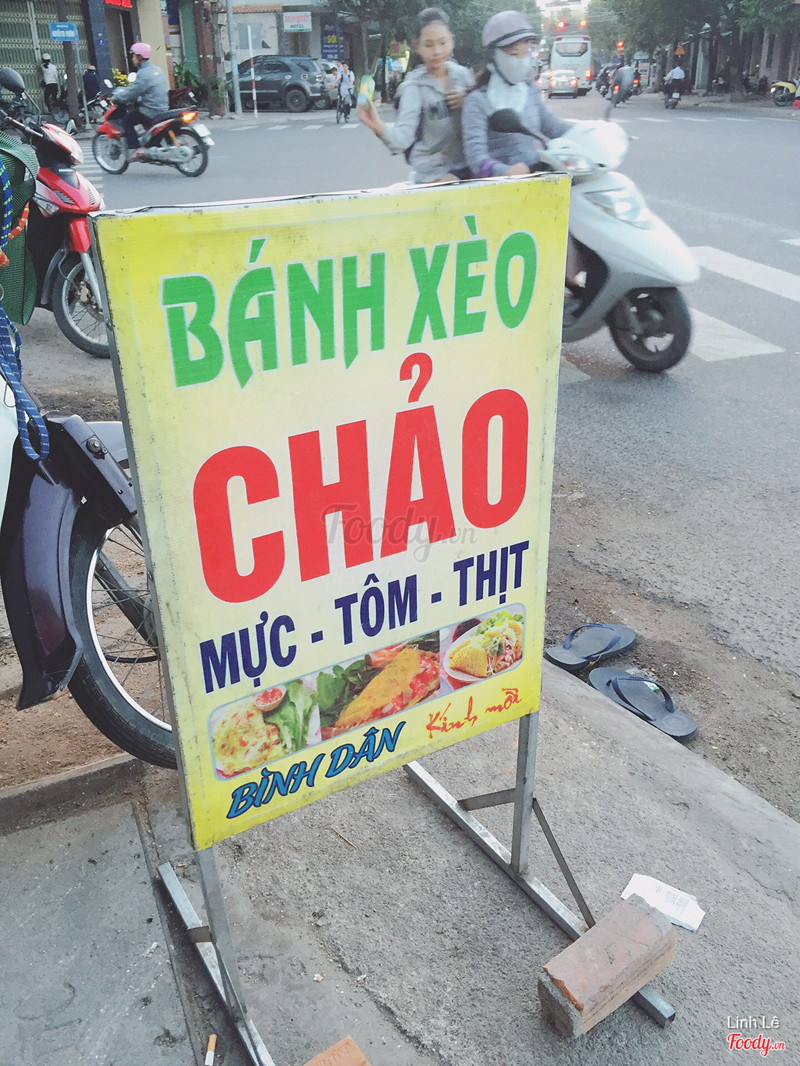 BÁNH XÈO
CHẢO
MỰC - TÔM - THỊT
BÌNH DÂN
Kính mời
Foody.vn
Linh Lê
Foody.vn